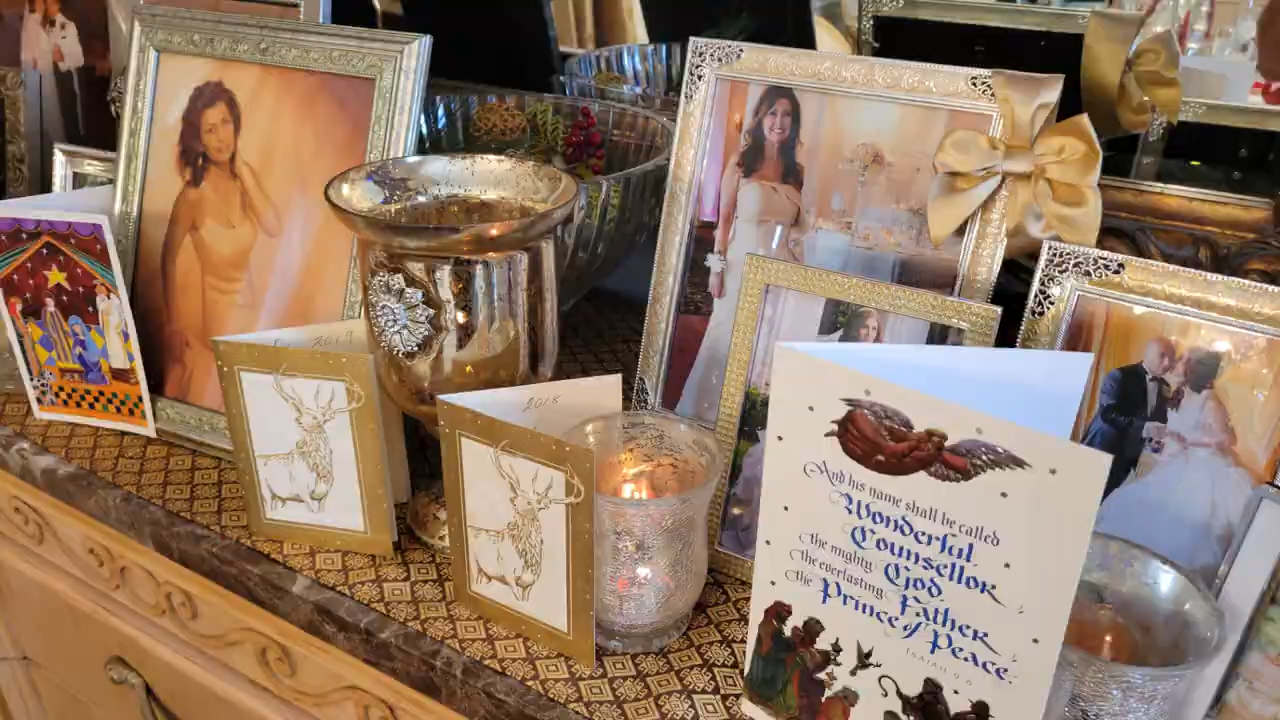 2019
2018
And his name shall be called
Wonderful
Counsellor
The mighty God
The everlasting Father
The Prince of Peace.
ISAIAH 9:6